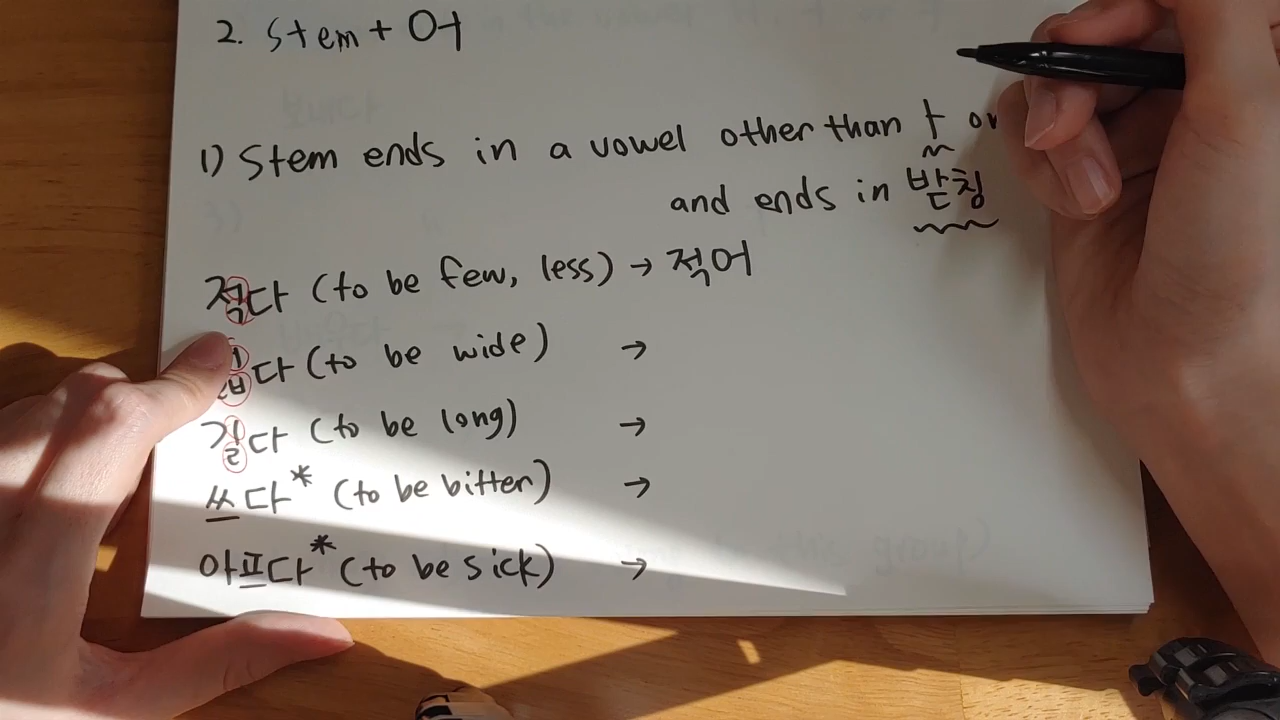 2. Stem + 어
1) Stem ends in a vowel other than ㅏ or
and ends in 받침
적다 (to be few, less) → 적어
다 (to be wide) →
길다 (to be long) →
쓰다* (to be bitter) →
아프다* (to be sick) →